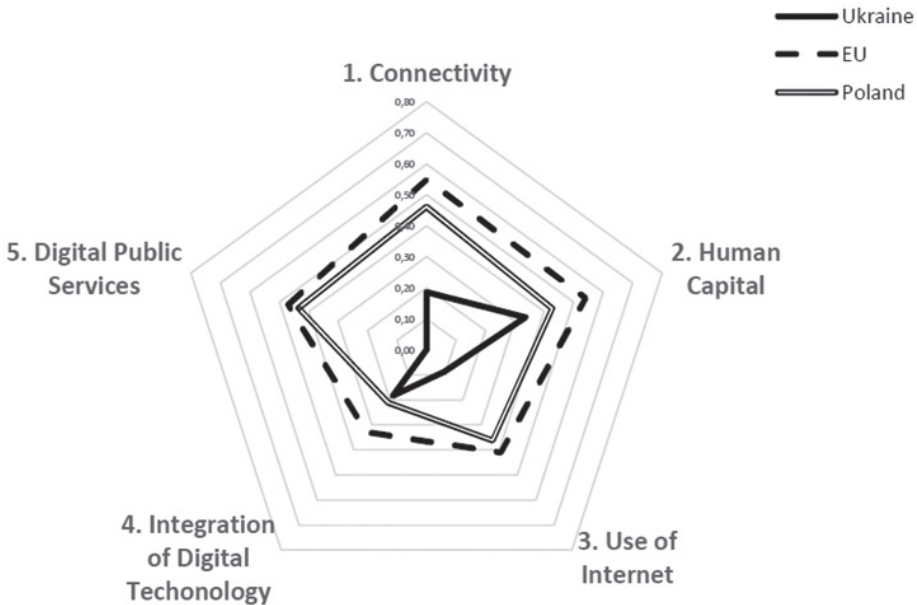 Ukraine
EU
Poland
1. Connectivity
0,80
0,70
0,60
0,50
0,40
0,30
0,20
0,10
0,00
2. Human
Capital
3. Use of
Internet
4. Integration
of Digital
Techonology
5. Digital Public
Services